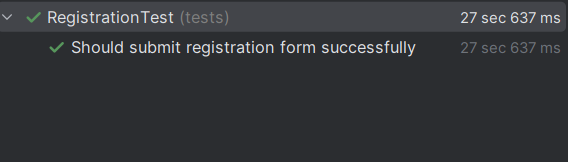 RegistrationTest (tests) 27 sec 637 ms
Should submit registration form successfully 27 sec 637 ms